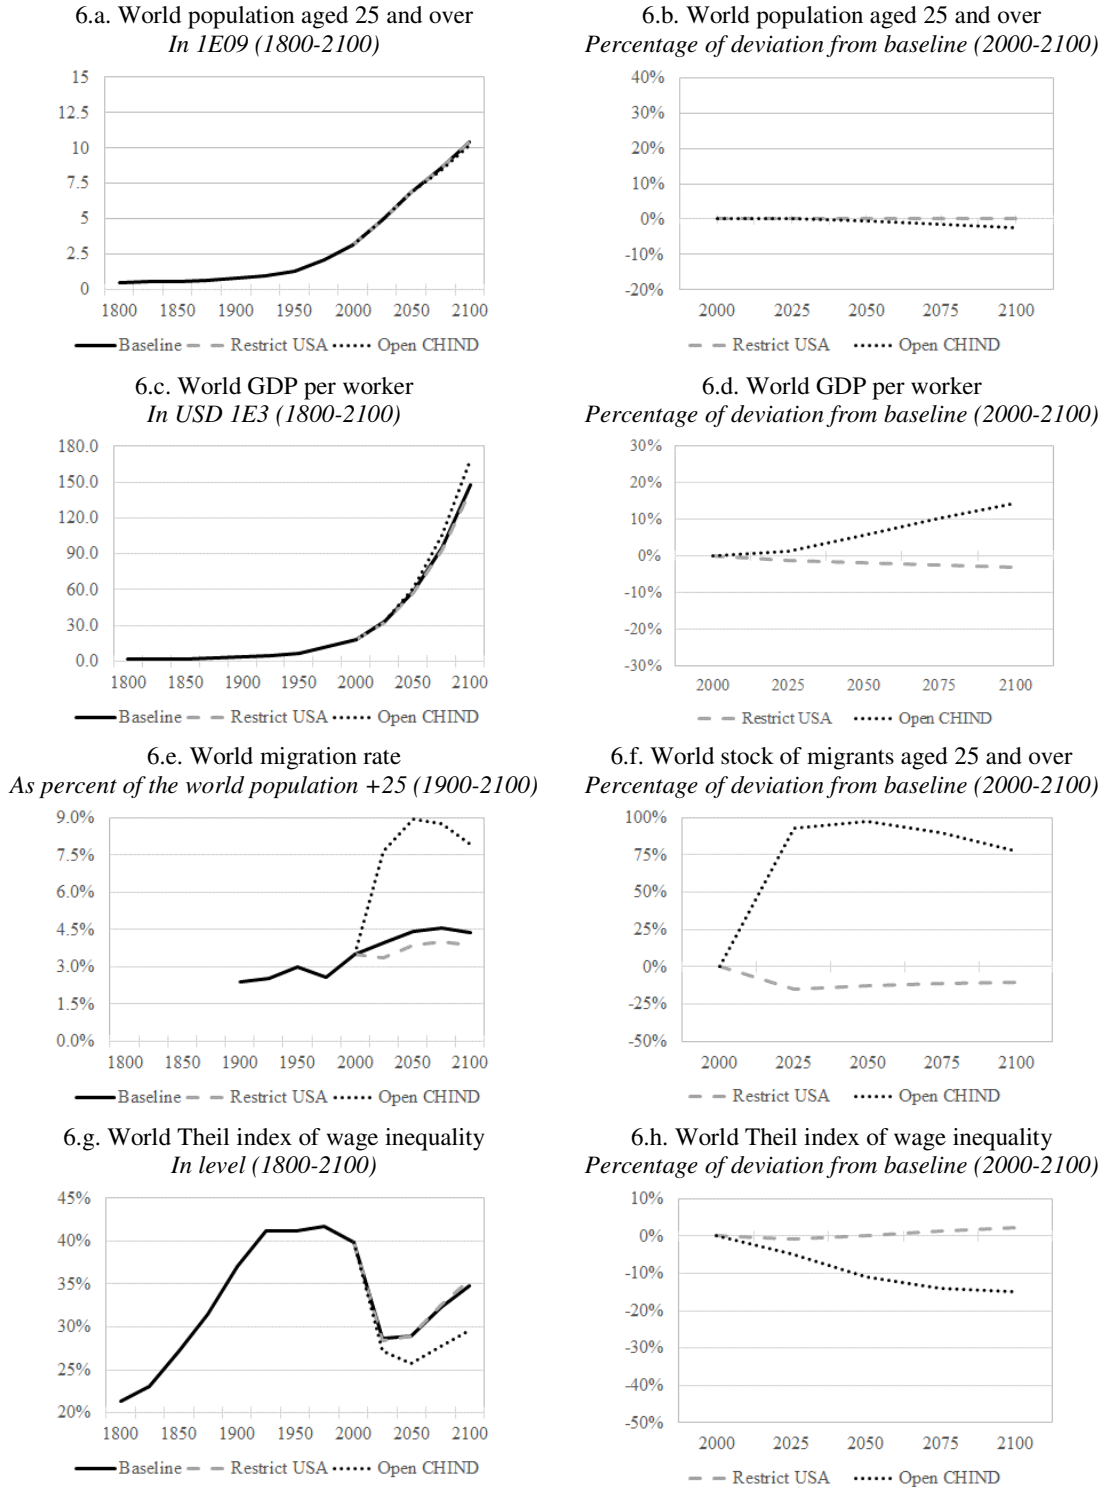 6.a. World population aged 25 and over
In 1E09 (1800-2100)
15
12.5
10
7.5
5
2.5
0
1800 1850 1900 1950 2000 2050 2100
Baseline Restrict USA Open CHIND
6.b. World population aged 25 and over
Percentage of deviation from baseline (2000-2100)
40%
30%
20%
10%
0%
-10%
-20%
2000 2025 2050 2075 2100
Restrict USA Open CHIND
6.c. World GDP per worker
In USD 1E3 (1800-2100)
180.0
150.0
120.0
90.0
60.0
30.0
0.0
1800 1850 1900 1950 2000 2050 2100
Baseline Restrict USA Open CHIND
6.d. World GDP per worker
Percentage of deviation from baseline (2000-2100)
30%
20%
10%
0%
-10%
-20%
-30%
2000 2025 2050 2075 2100
Restrict USA Open CHIND
6.e. World migration rate
As percent of the world population +25 (1900-2100)
9.0%
7.5%
6.0%
4.5%
3.0%
1.5%
0.0%
1800 1850 1900 1950 2000 2050 2100
Baseline Restrict USA Open CHIND
6.f. World stock of migrants aged 25 and over
Percentage of deviation from baseline (2000-2100)
100%
75%
50%
25%
0%
-25%
-50%
2000 2025 2050 2075 2100
Restrict USA Open CHIND
6.g. World Theil index of wage inequality
In level (1800-2100)
45%
40%
35%
30%
25%
20%
1800 1850 1900 1950 2000 2050 2100
Baseline Restrict USA Open CHIND
6.h. World Theil index of wage inequality
Percentage of deviation from baseline (2000-2100)
10%
0%
-10%
-20%
-30%
-40%
-50%
2000 2025 2050 2075 2100
Restrict USA Open CHIND